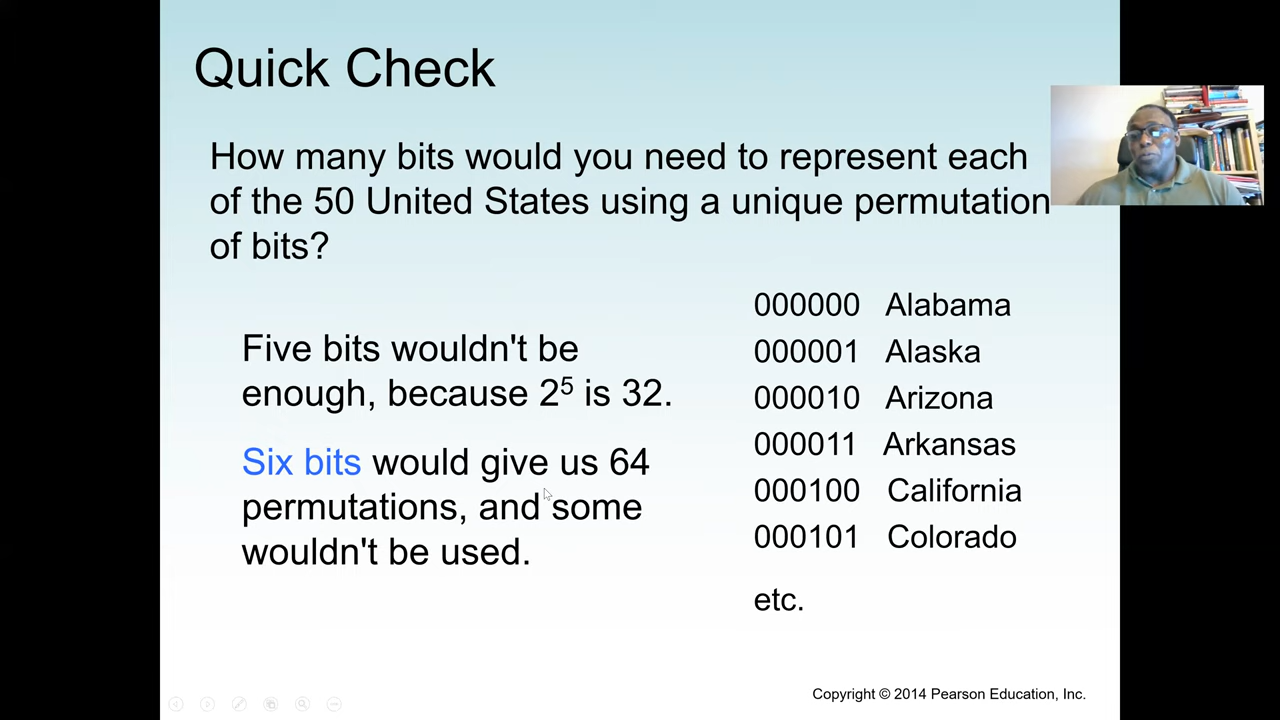 Quick Check
How many bits would you need to represent each
of the 50 United States using a unique permutation
of bits?
Five bits wouldn't be
enough, because 2⁵ is 32.
Six bits would give us 64
permutations, and some
wouldn't be used.
000000 Alabama
000001 Alaska
000010 Arizona
000011 Arkansas
000100 California
000101 Colorado
etc.
Copyright © 2014 Pearson Education, Inc.